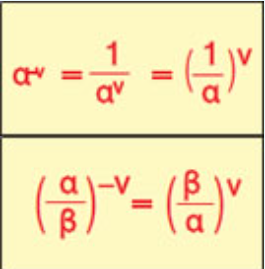 α⁻ᵛ = 1/αᵛ = (1/α)ᵛ
(α/β)⁻ᵛ = (β/α)ᵛ